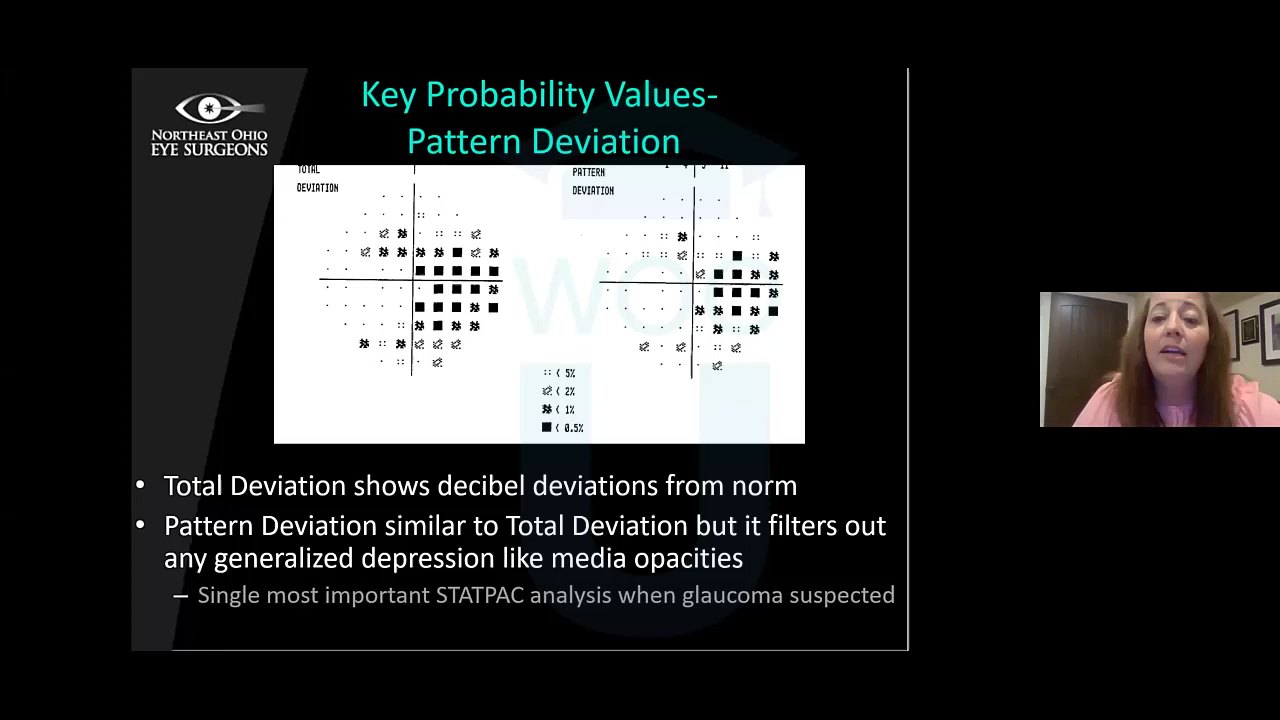 Key Probability Values-
Pattern Deviation
NORTHEAST OHIO
EYE SURGEONS
TOTAL
DEVIATION
PATTERN
DEVIATION
< 5%
< 2%
< 1%
< 0.5%
WOU
• Total Deviation shows decibel deviations from norm
• Pattern Deviation similar to Total Deviation but it filters out
any generalized depression like media opacities
– Single most important STATPAC analysis when glaucoma suspected